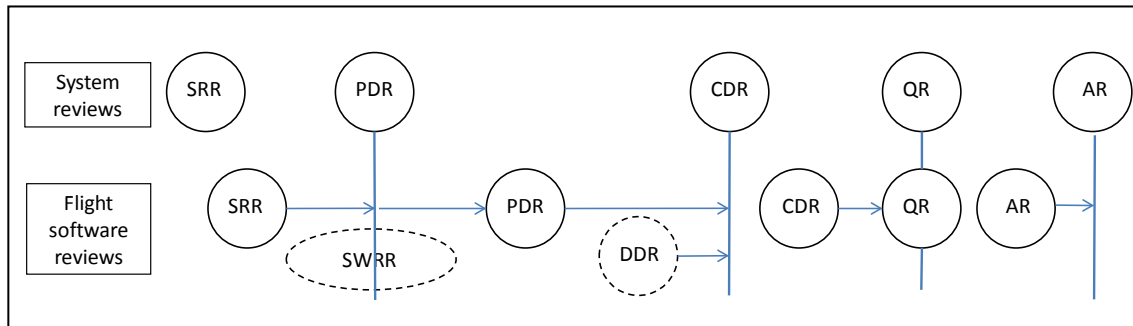 System
reviews
SRR
PDR
CDR
QR
AR
Flight
software
reviews
SRR
PDR
CDR
QR
AR
SWRR
DDR